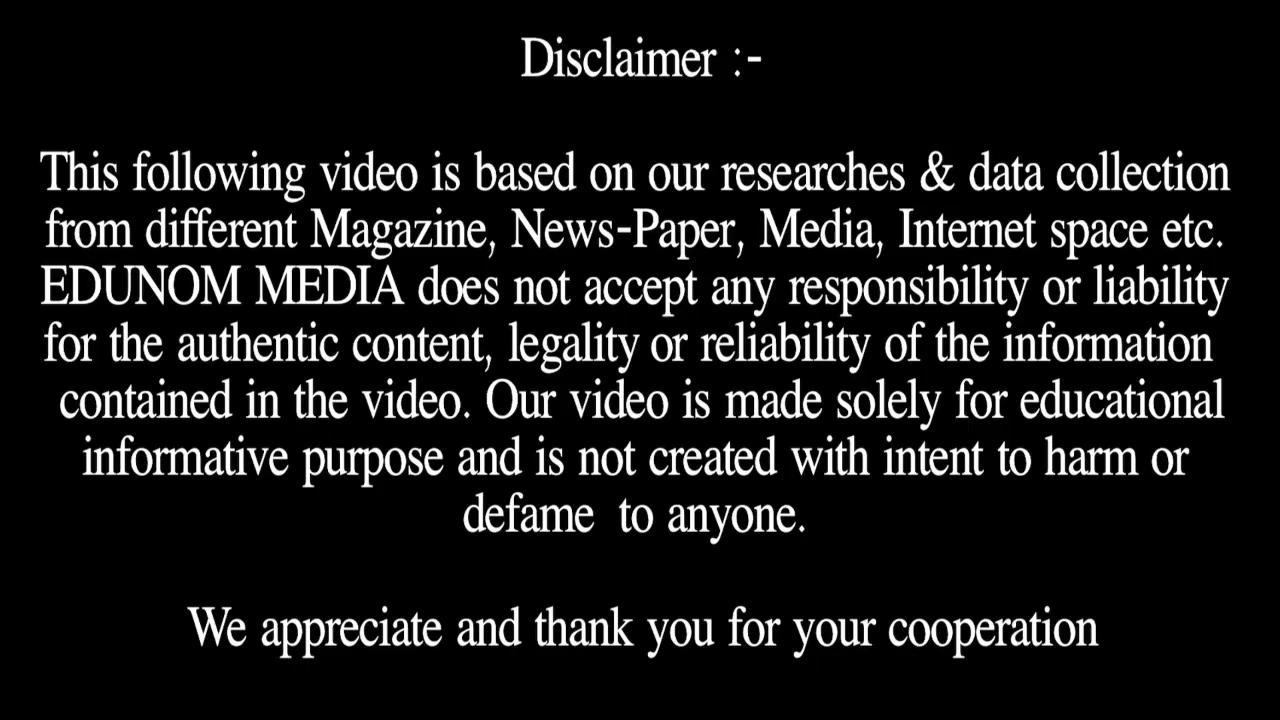 Disclaimer :-
This following video is based on our researches & data collection
from different Magazine, News-Paper, Media, Internet space etc.
EDUNOM MEDIA does not accept any responsibility or liability
for the authentic content, legality or reliability of the information
contained in the video. Our video is made solely for educational
informative purpose and is not created with intent to harm or
defame to anyone.
We appreciate and thank you for your cooperation